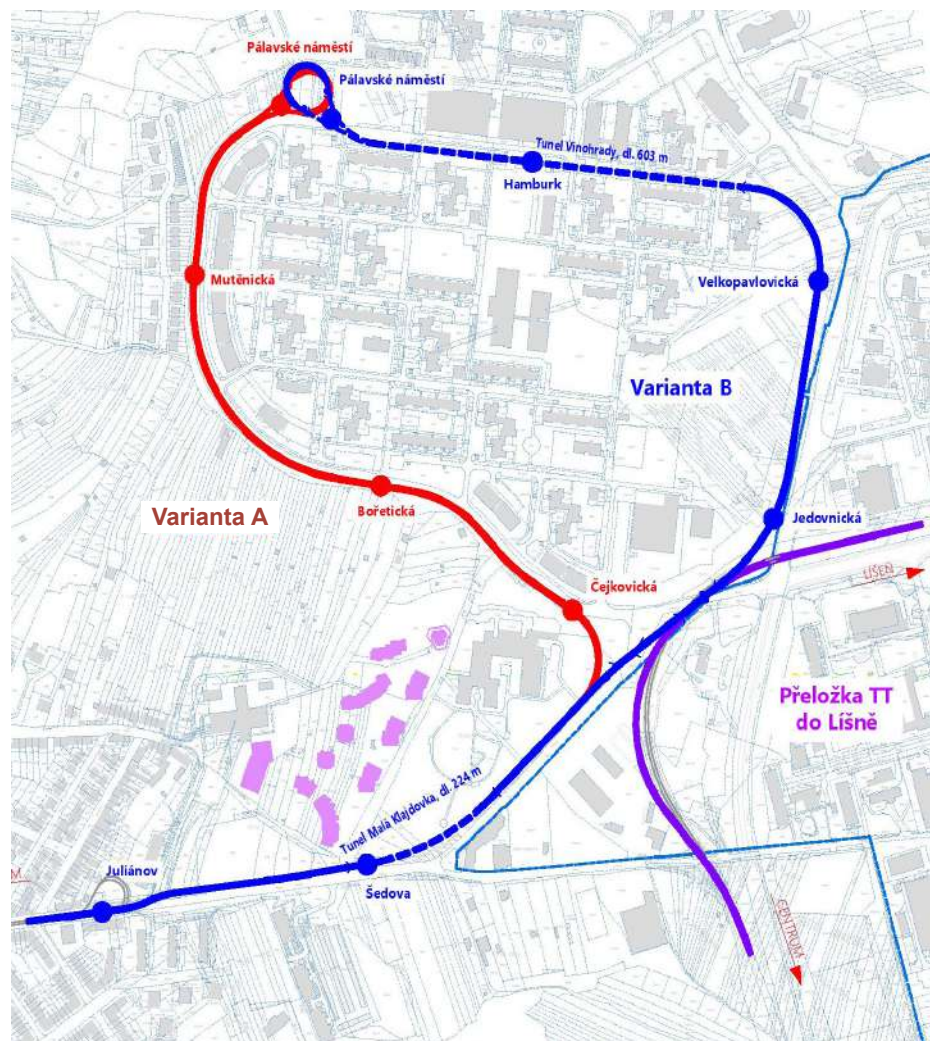 Pálavské náměstí
Pálavské náměstí
Tunel Vinohrady, dl. 603 m
Hamburk
Mutěnická
Velkopavlovická
Varianta B
Bořetická
Varianta A
Jedovnická
LÍŠEŇ
Čejkovická
Přeložka TT
do Líšně
Tunel Malá Klajdovka, dl. 224 m
Juliánov
Šedova
CENTRUM